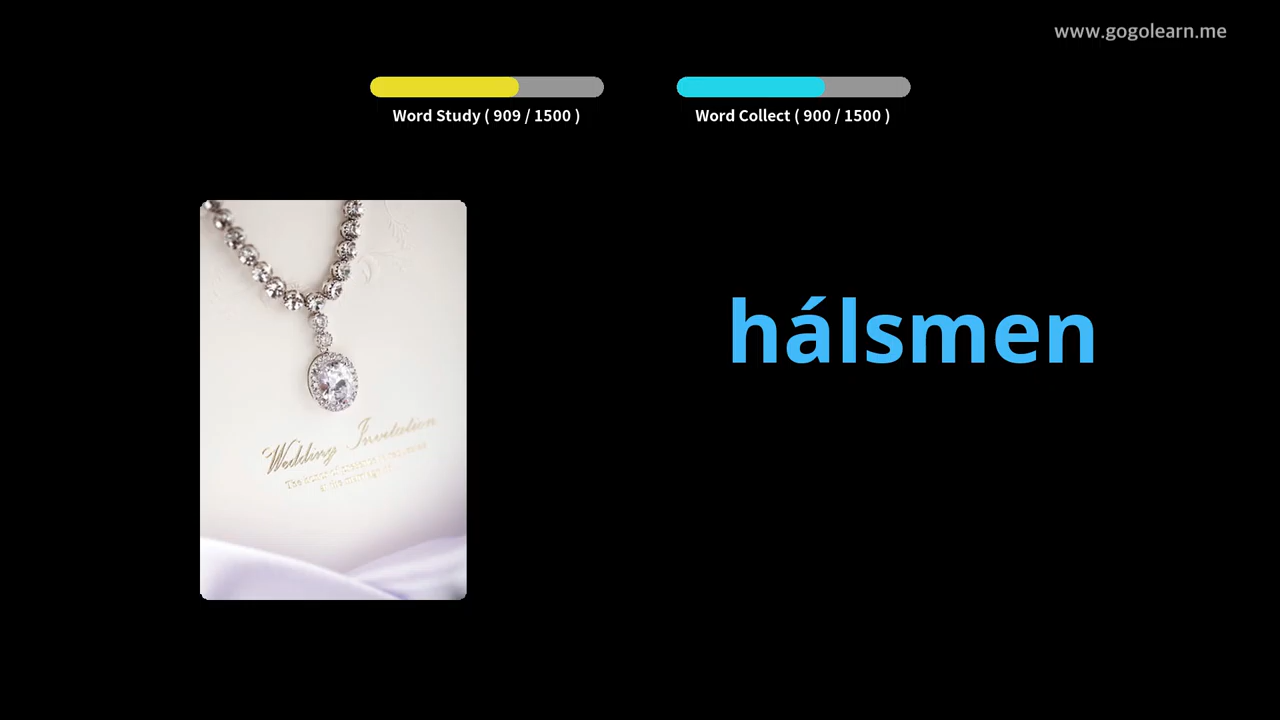 www.gogolearn.me
Word Study ( 909 / 1500 )
Word Collect ( 900 / 1500 )
hálsmen
Wedding Invitation